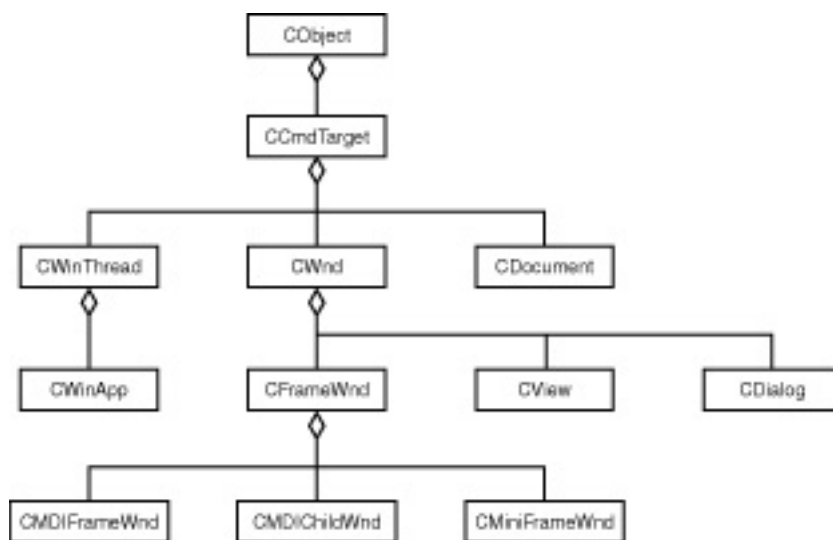 CObject
CCmdTarget
CWinThread
CWnd
CDocument
CWinApp
CFrameWnd
CView
CDialog
CMDIFrameWnd
CMDIChildWnd
CMiniFrameWnd